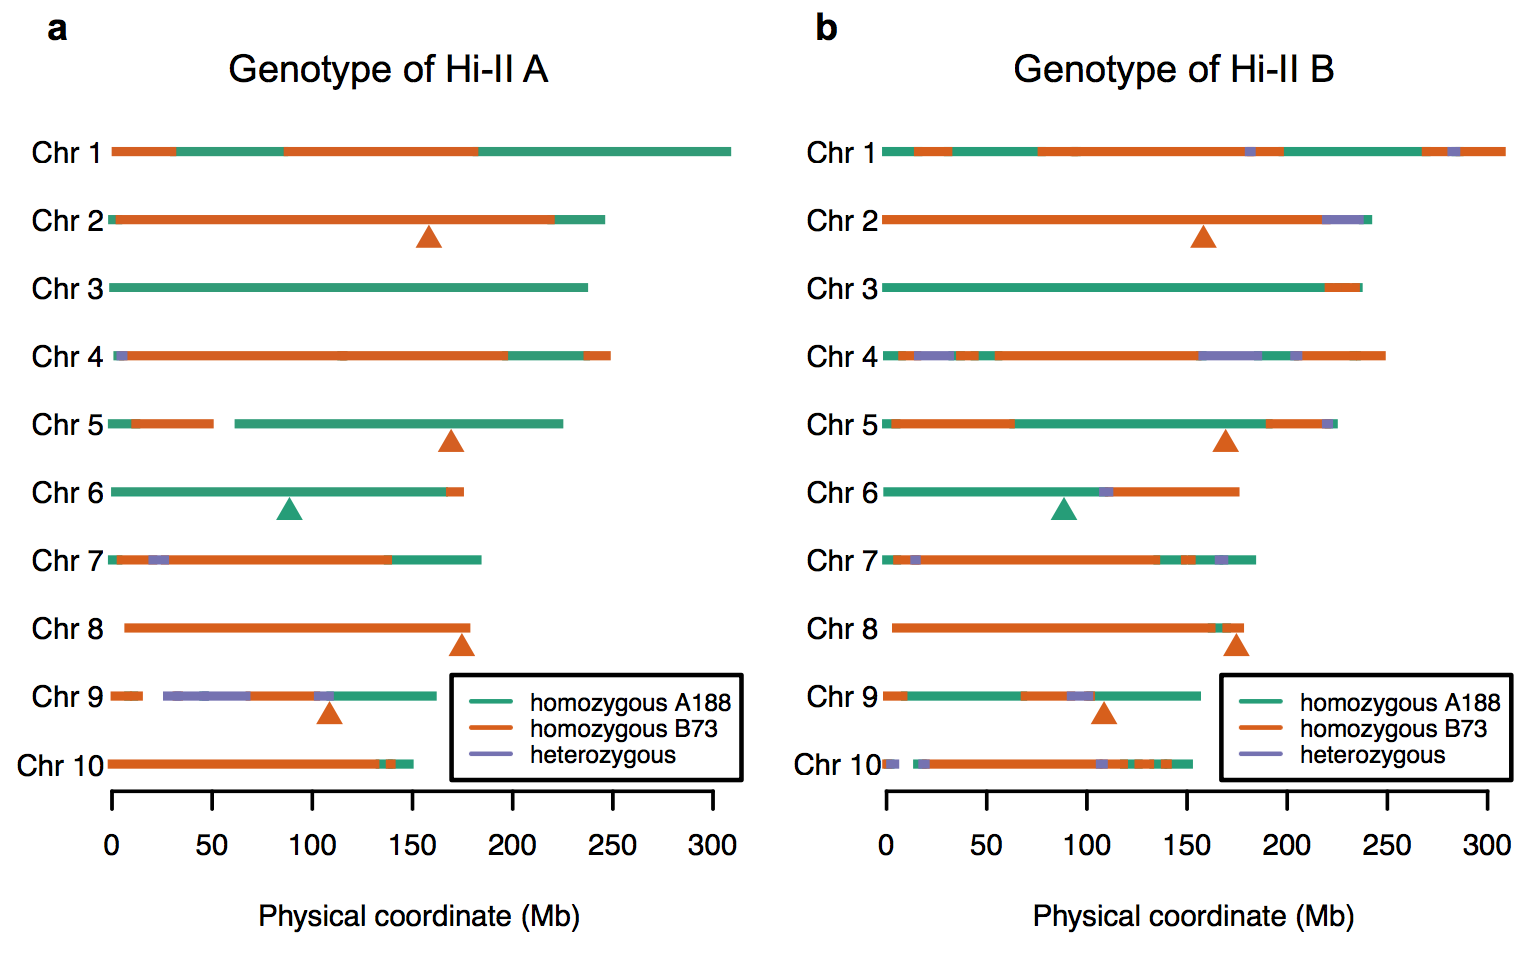 a
Genotype of Hi-II A
Chr 1
Chr 2
Chr 3
Chr 4
Chr 5
Chr 6
Chr 7
Chr 8
Chr 9
Chr 10
homozygous A188
homozygous B73
heterozygous
0 50 100 150 200 250 300
Physical coordinate (Mb)
b
Genotype of Hi-II B
Chr 1
Chr 2
Chr 3
Chr 4
Chr 5
Chr 6
Chr 7
Chr 8
Chr 9
Chr 10
homozygous A188
homozygous B73
heterozygous
0 50 100 150 200 250 300
Physical coordinate (Mb)